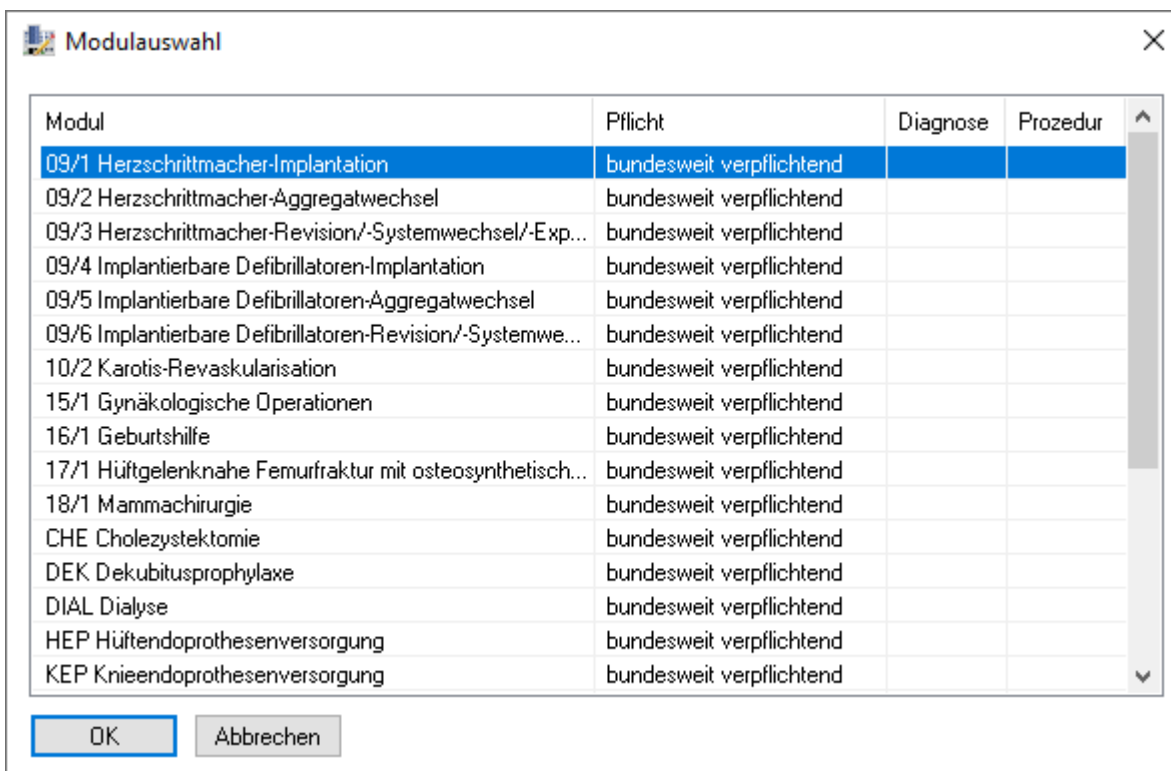 Modulauswahl
Modul Pflicht Diagnose Prozedur
09/1 Herzschrittmacher-Implantation bundesweit verpflichtend
09/2 Herzschrittmacher-Aggregatwechsel bundesweit verpflichtend
09/3 Herzschrittmacher-Revision/-Systemwechsel/-Exp... bundesweit verpflichtend
09/4 Implantierbare Defibrillatoren-Implantation bundesweit verpflichtend
09/5 Implantierbare Defibrillatoren-Aggregatwechsel bundesweit verpflichtend
09/6 Implantierbare Defibrillatoren-Revision/-Systemwe... bundesweit verpflichtend
10/2 Karotis-Revaskularisation bundesweit verpflichtend
15/1 Gynäkologische Operationen bundesweit verpflichtend
16/1 Geburtshilfe bundesweit verpflichtend
17/1 Hüftgelenknahe Femurfraktur mit osteosynthetisch... bundesweit verpflichtend
18/1 Mammachirurgie bundesweit verpflichtend
CHE Cholezystektomie bundesweit verpflichtend
DEK Dekubitusprophylaxe bundesweit verpflichtend
DIAL Dialyse bundesweit verpflichtend
HEP Hüftendoprothesenversorgung bundesweit verpflichtend
KEP Knieendoprothesenversorgung bundesweit verpflichtend
OK Abbrechen